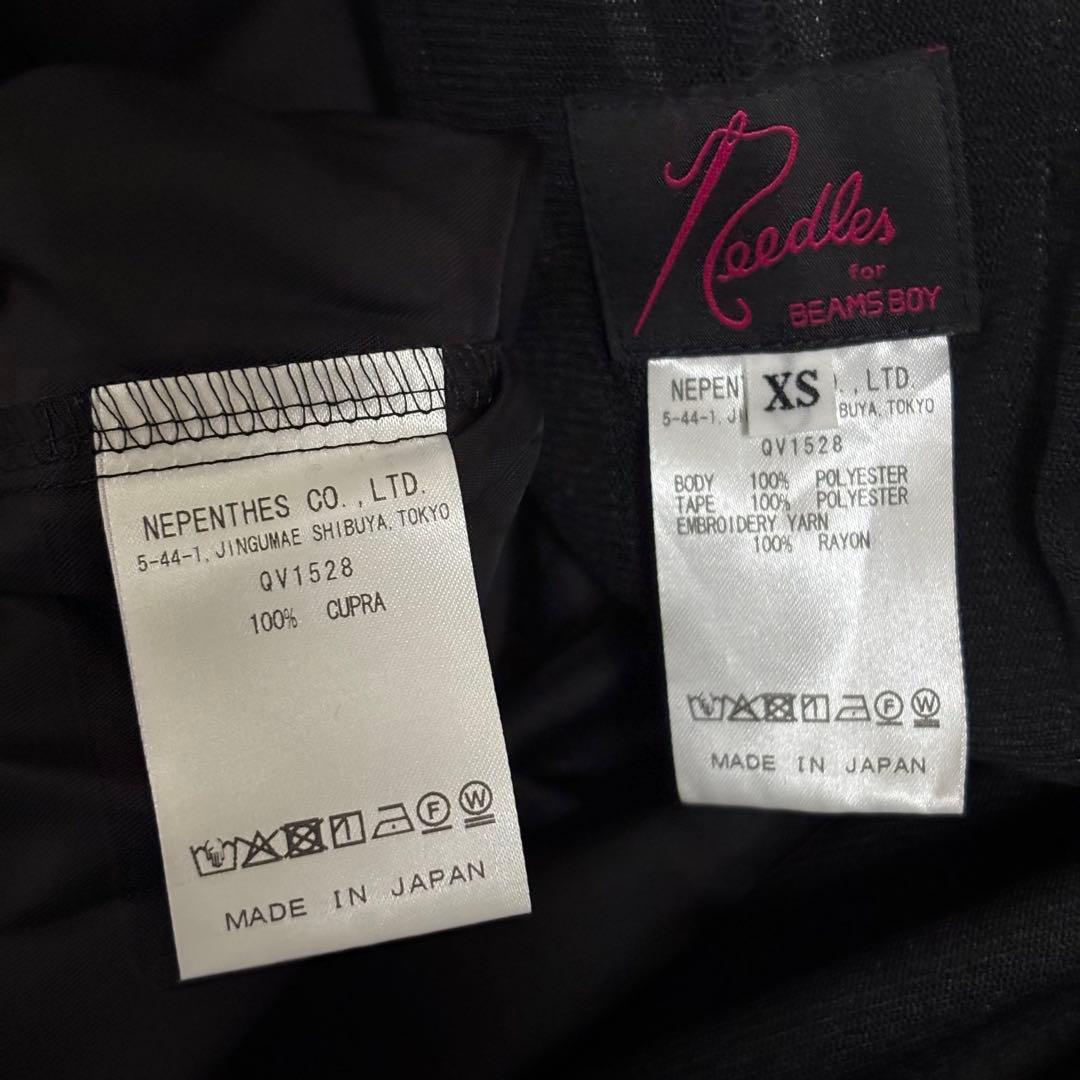 NEPENTHES CO., LTD.
5-44-1, JINGUMAE SHIBUYA, TOKYO
QV1528
100% CUPRA
MADE IN JAPAN
Needles
for
BEAMS BOY
XS
NEPEN ., LTD.
5-44-1, JI BUYA, TOKYO
QV1528
BODY 100% POLYESTER
TAPE 100% POLYESTER
EMBROIDERY YARN
100% RAYON
MADE IN JAPAN